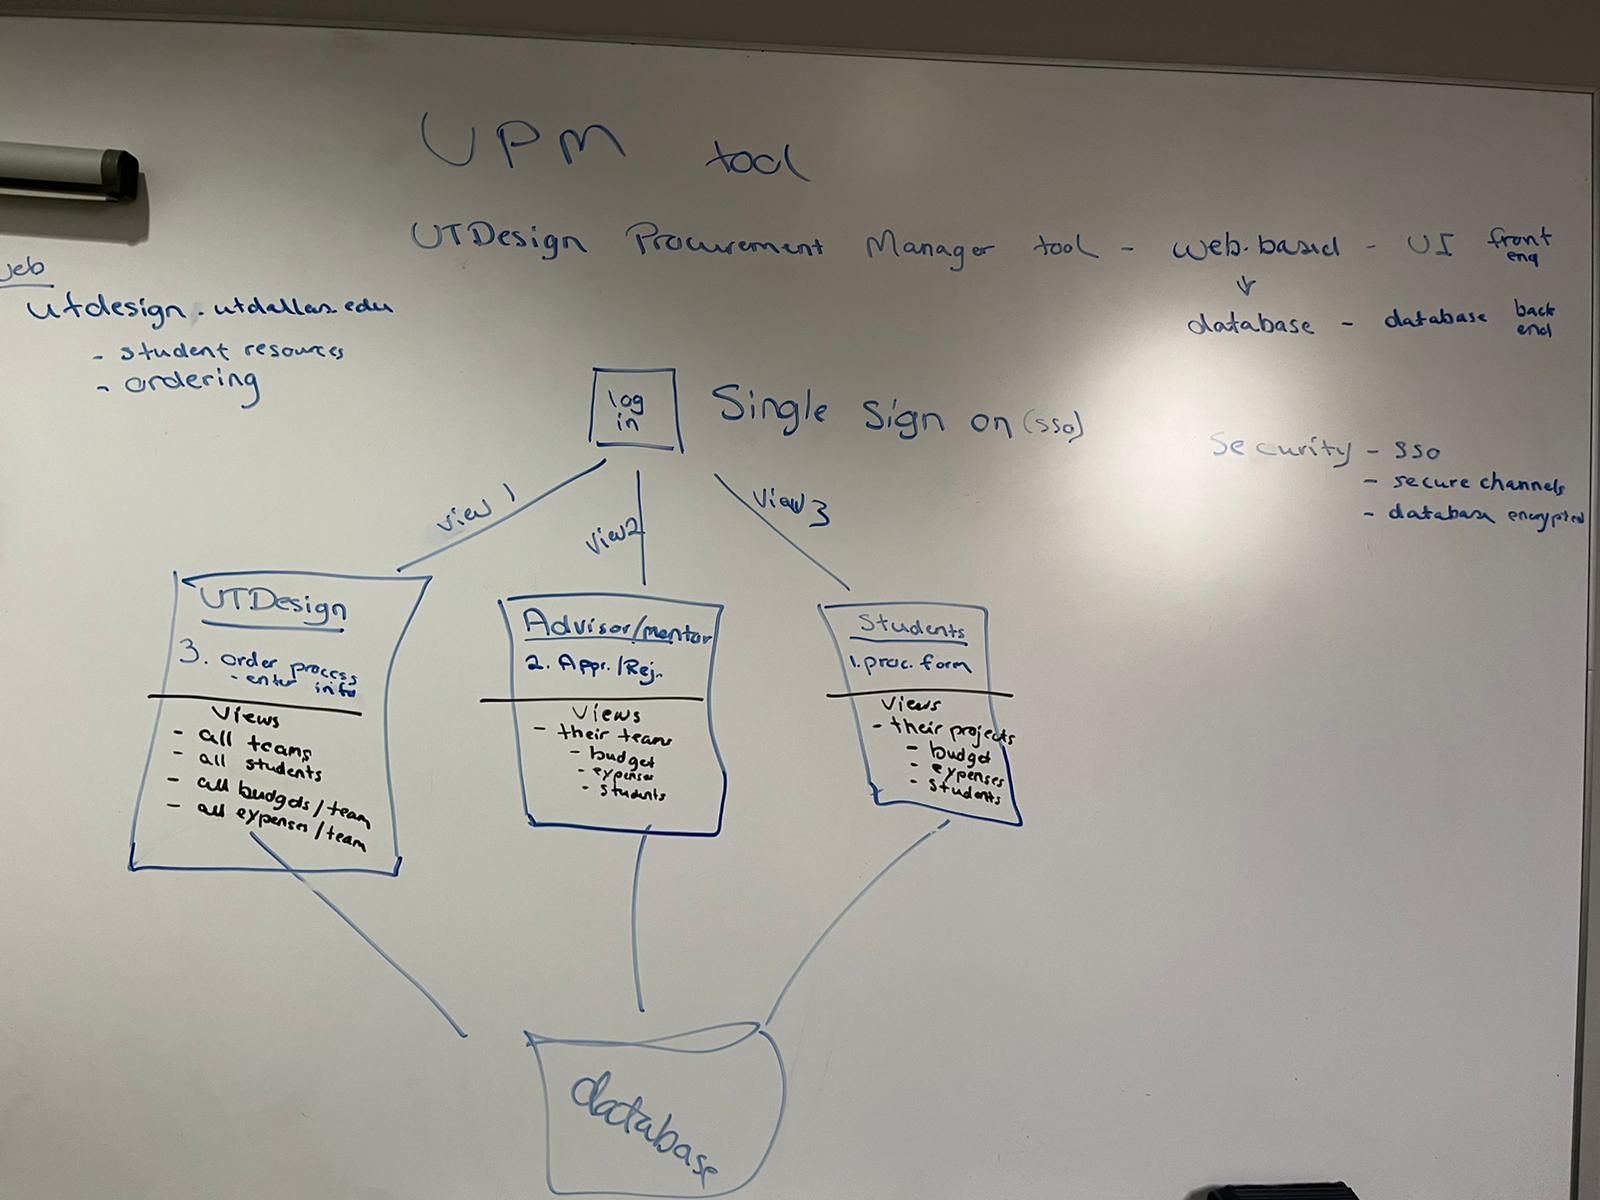 UPM tool
UTDesign Procurement Manager tool - web-based - UI front end
database - database back end
web
utdesign.utdallas.edu
- student resources
- ordering
log
in
Single Sign on (sso)
Security - sso
- secure channels
- database encrypted
view 1
view2
view3
UTDesign
3. order process
- enter info
Views
- all teams
- all students
- all budgets/team
- all expenses/team
Advisor/mentor
2. Appr./Rej.
Views
- their teams
- budget
- expenses
- students
Students
1. proc. form
Views
- their projects
- budget
- expenses
- students
database